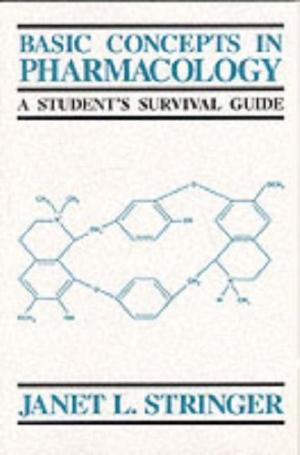 BASIC CONCEPTS IN
PHARMACOLOGY
A STUDENT'S SURVIVAL GUIDE
JANET L. STRINGER